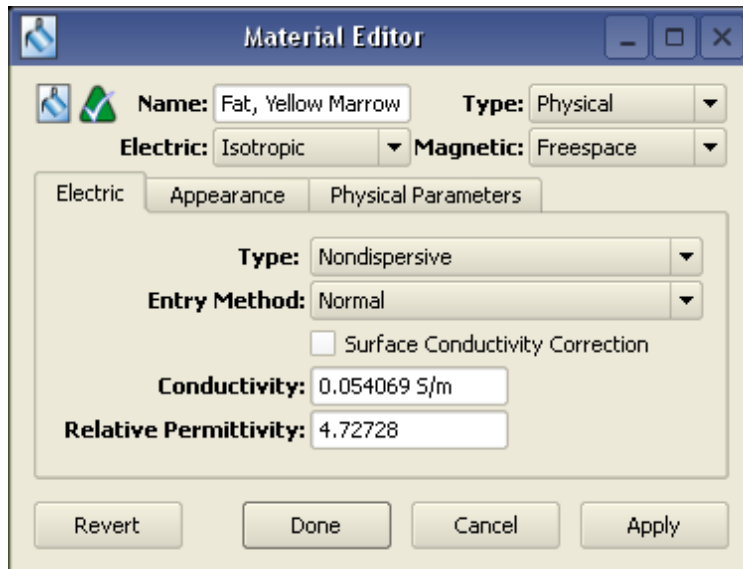 Material Editor
Name: Fat, Yellow Marrow Type: Physical
Electric: Isotropic Magnetic: Freespace
Electric Appearance Physical Parameters
Type: Nondispersive
Entry Method: Normal
Surface Conductivity Correction
Conductivity: 0.054069 S/m
Relative Permittivity: 4.72728
Revert Done Cancel Apply